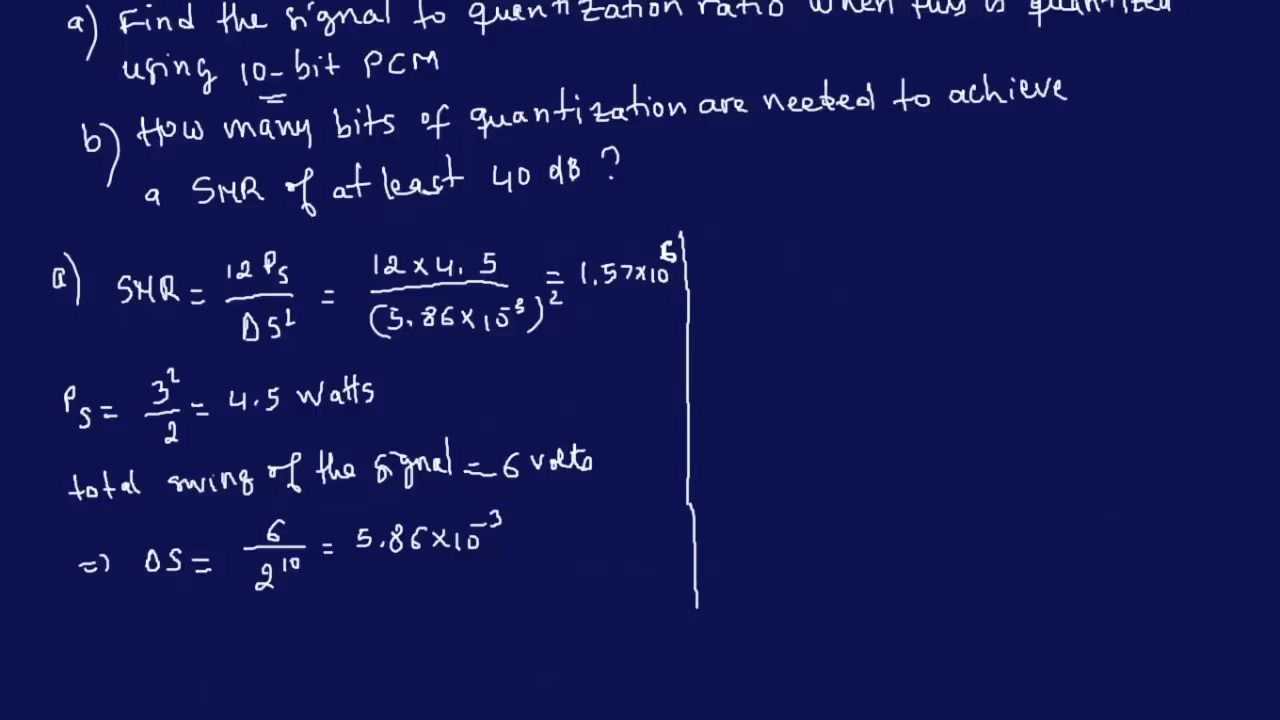 a) Find the signal to quantization ratio when this is quantized
using 10-bit PCM
b) How many bits of quantization are needed to achieve
a SNR of at least 40 dB ?
a) SNR = 12 Ps / ΔS² = 12 × 4.5 / (5.86 × 10⁻³)² = 1.57×10⁶
Ps = 3² / 2 = 4.5 Watts
total swing of the signal = 6 volts
=> ΔS = 6 / 2¹⁰ = 5.86×10⁻³